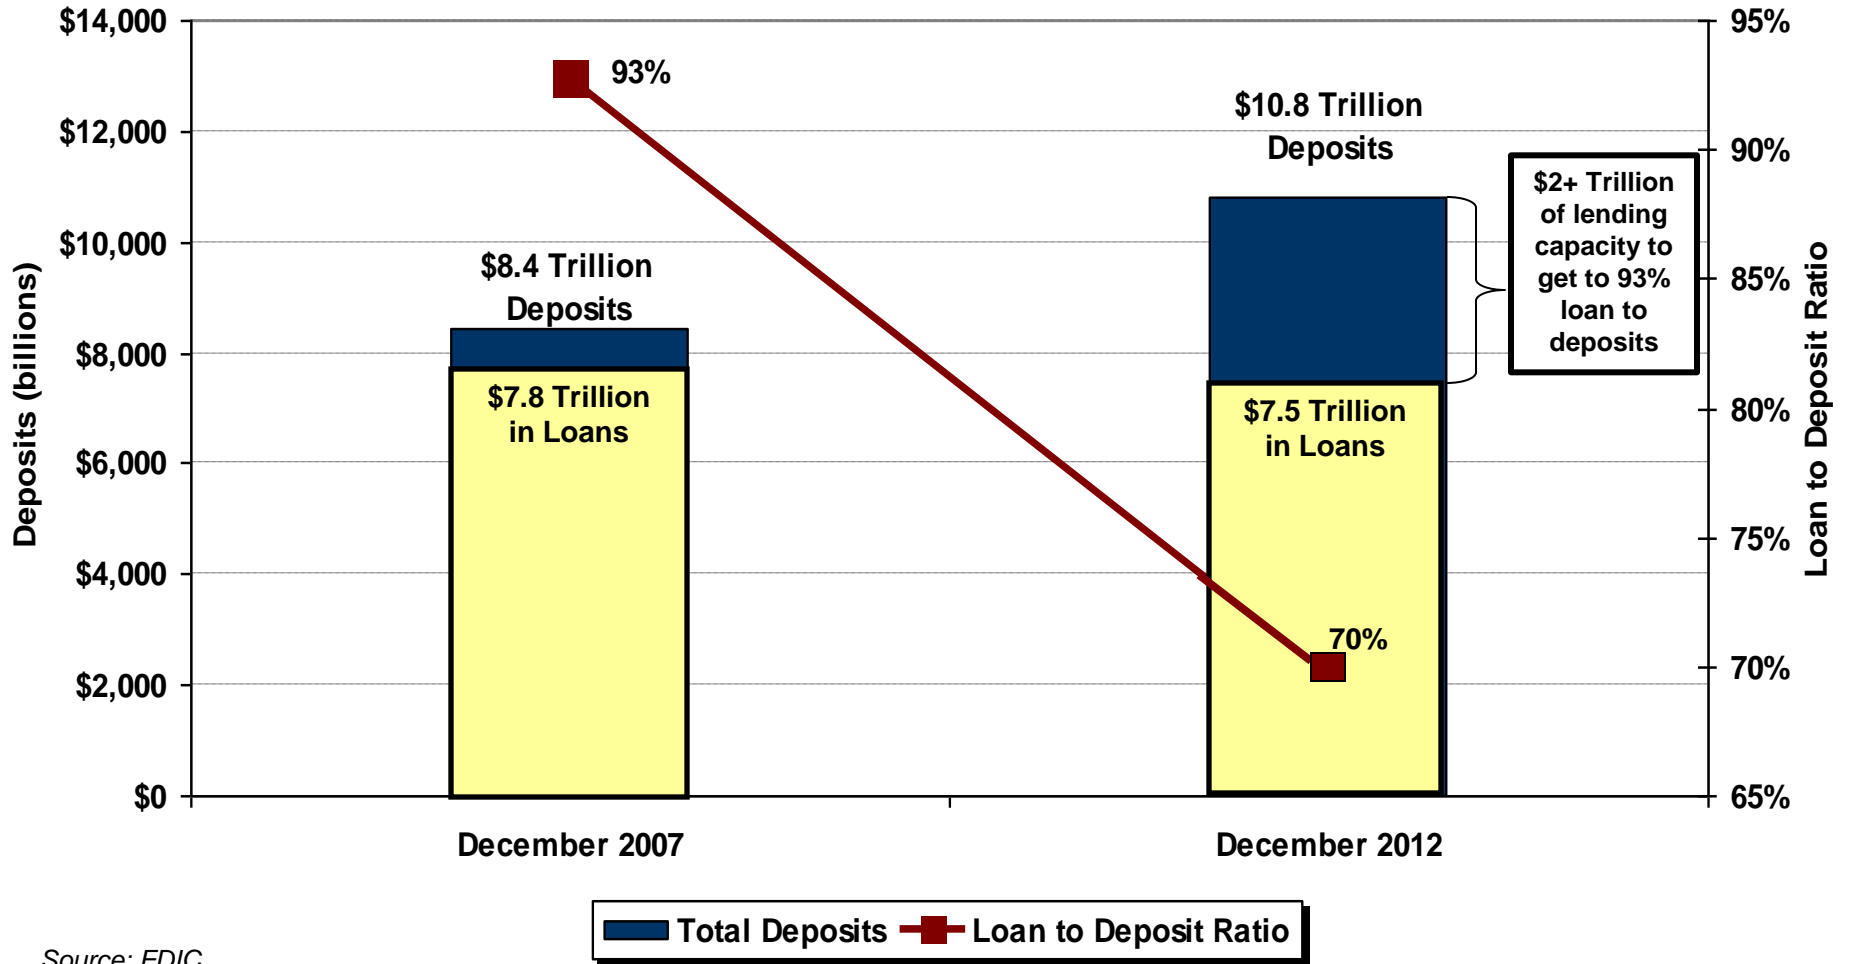 $14,000
$12,000
$10,000
$8,000
$6,000
$4,000
$2,000
$0
Deposits (billions)
93%
$8.4 Trillion
Deposits
$7.8 Trillion
in Loans
$10.8 Trillion
Deposits
$7.5 Trillion
in Loans
70%
$2+ Trillion
of lending
capacity to
get to 93%
loan to
deposits
95%
90%
85%
80%
75%
70%
65%
Loan to Deposit Ratio
December 2007
December 2012
Total Deposits
Loan to Deposit Ratio
Source: FDIC